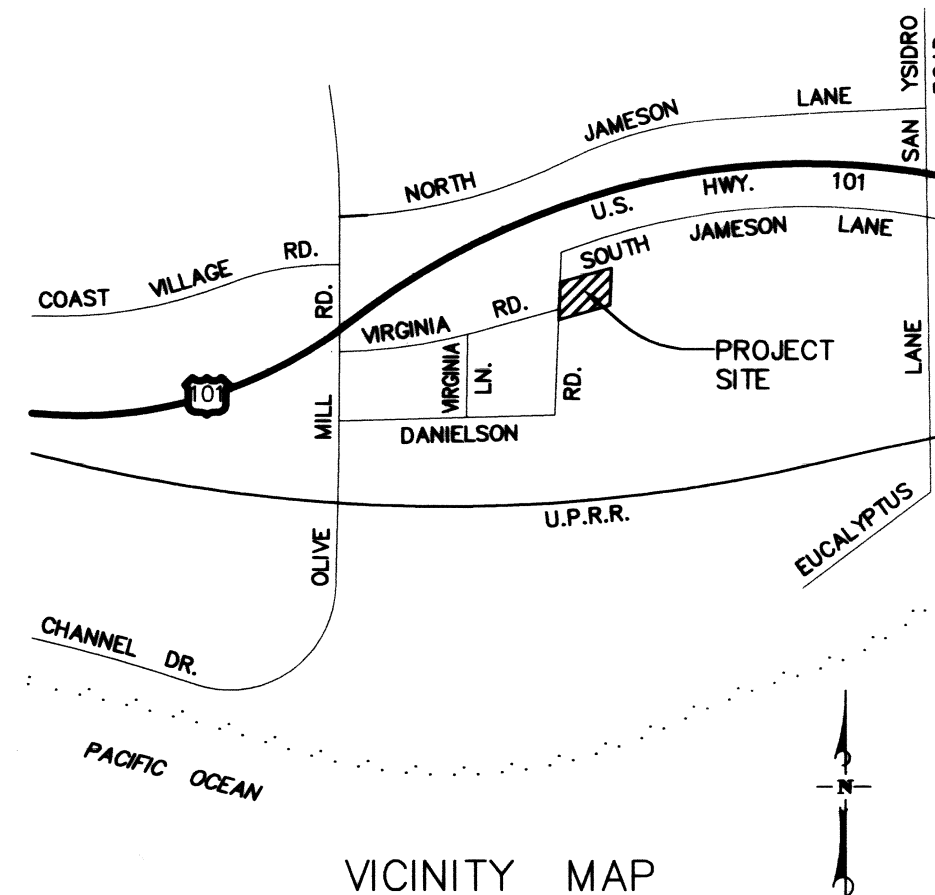 SAN YSIDRO
NORTH JAMESON LANE
U.S. HWY. 101
SOUTH JAMESON LANE
COAST VILLAGE RD.
VIRGINIA RD.
PROJECT
SITE
101
VIRGINIA LN.
DANIELSON RD.
OLIVE MILL RD.
LANE
U.P.R.R.
EUCALYPTUS
CHANNEL DR.
PACIFIC OCEAN
N
VICINITY MAP